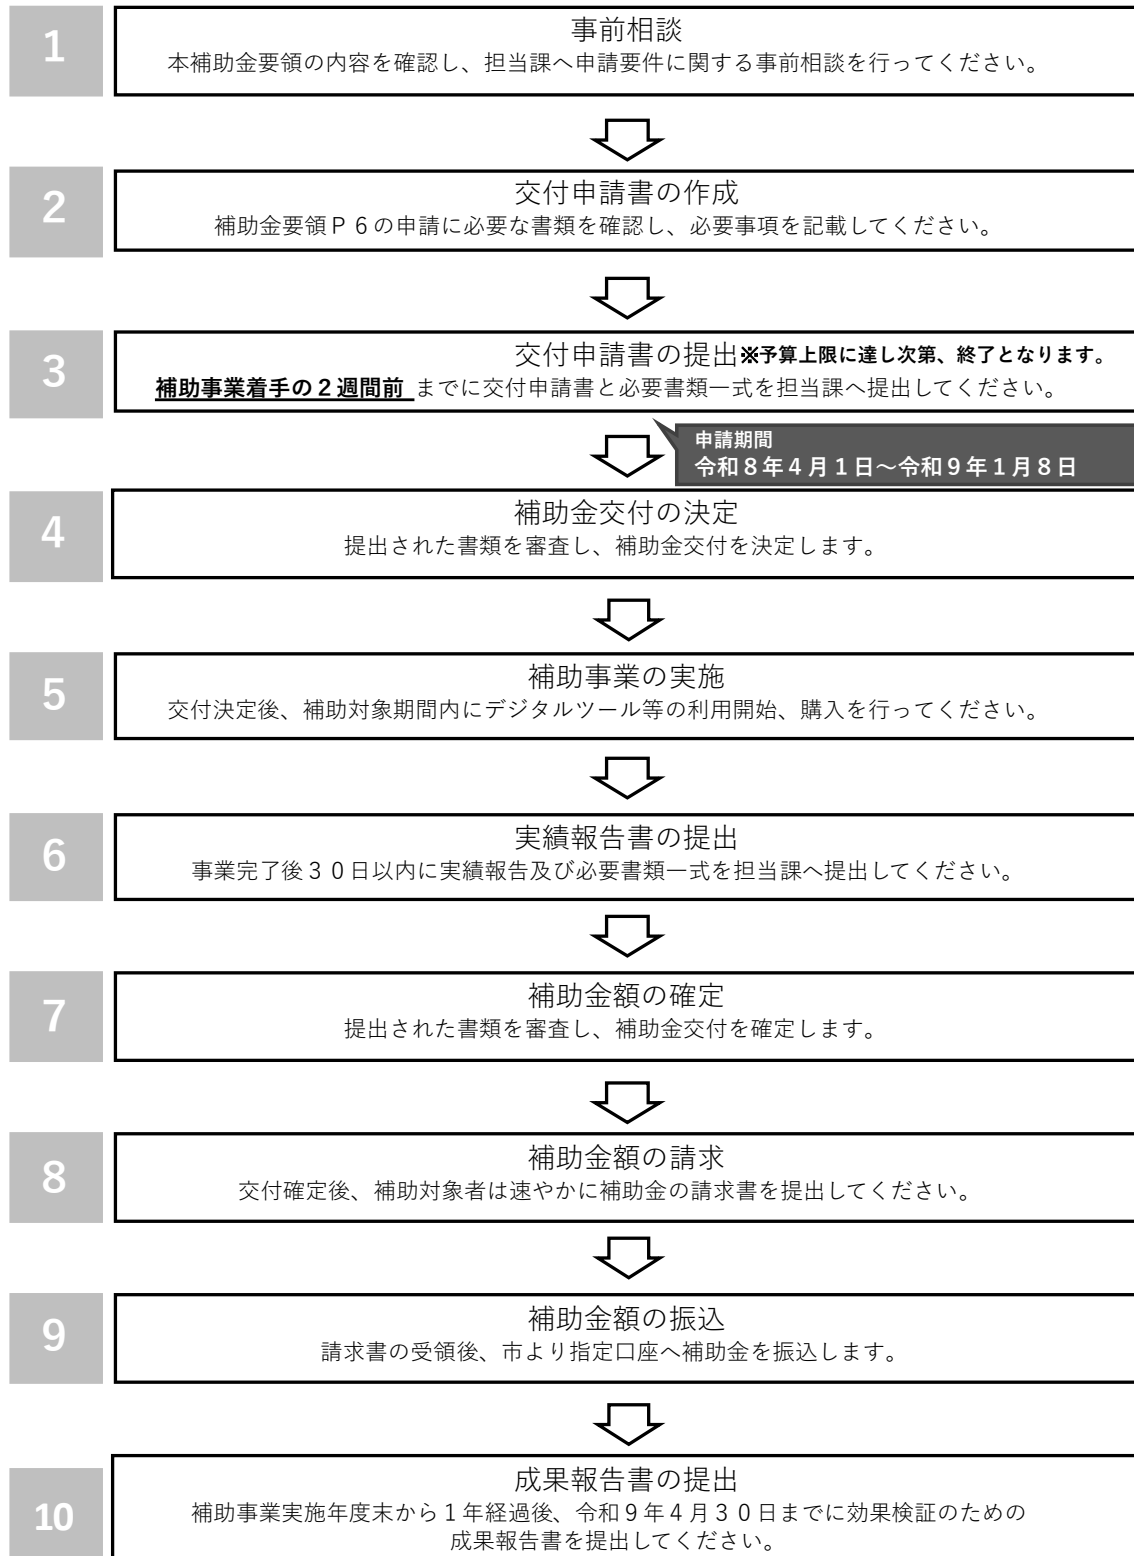 1
事前相談
本補助金要領の内容を確認し、担当課へ申請要件に関する事前相談を行ってください。
2
交付申請書の作成
補助金要領Ｐ６の申請に必要な書類を確認し、必要事項を記載してください。
3
交付申請書の提出※予算上限に達し次第、終了となります。
補助事業着手の２週間前 までに交付申請書と必要書類一式を担当課へ提出してください。
申請期間
令和８年４月１日～令和９年１月８日
4
補助金交付の決定
提出された書類を審査し、補助金交付を決定します。
5
補助事業の実施
交付決定後、補助対象期間内にデジタルツール等の利用開始、購入を行ってください。
6
実績報告書の提出
事業完了後３０日以内に実績報告及び必要書類一式を担当課へ提出してください。
7
補助金額の確定
提出された書類を審査し、補助金交付を確定します。
8
補助金額の請求
交付確定後、補助対象者は速やかに補助金の請求書を提出してください。
9
補助金額の振込
請求書の受領後、市より指定口座へ補助金を振込します。
10
成果報告書の提出
補助事業実施年度末から１年経過後、令和９年４月３０日までに効果検証のための
成果報告書を提出してください。